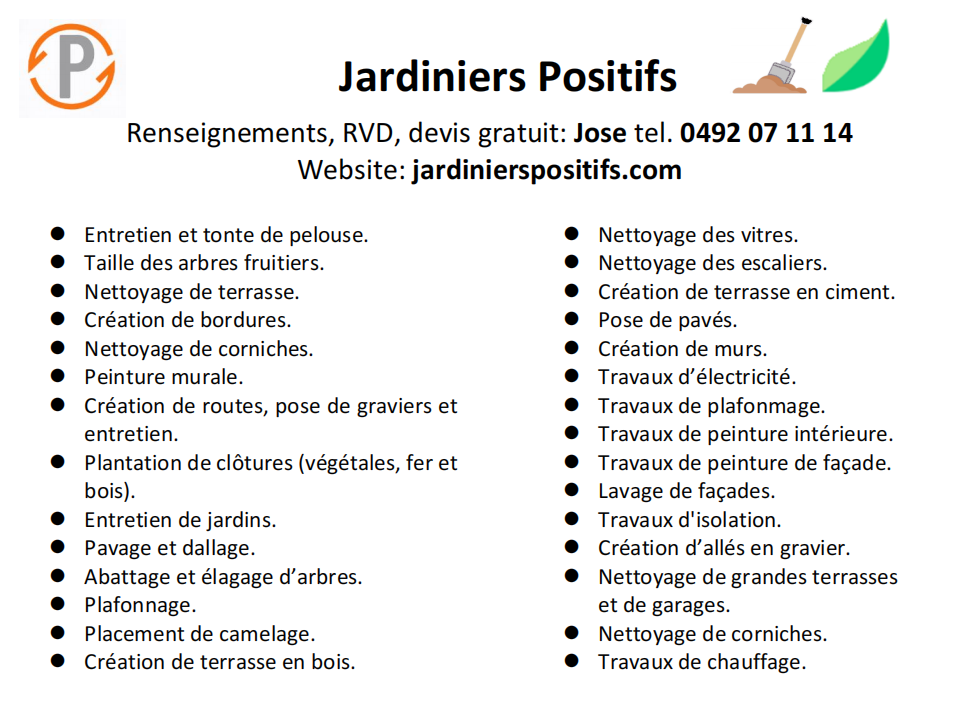 P
Jardiniers Positifs
Renseignements, RVD, devis gratuit: Jose tel. 0492 07 11 14
Website: jardinierspositifs.com
● Entretien et tonte de pelouse.
● Taille des arbres fruitiers.
● Nettoyage de terrasse.
● Création de bordures.
● Nettoyage de corniches.
● Peinture murale.
● Création de routes, pose de graviers et
entretien.
● Plantation de clôtures (végétales, fer et
bois).
● Entretien de jardins.
● Pavage et dallage.
● Abattage et élagage d’arbres.
● Plafonnage.
● Placement de camelage.
● Création de terrasse en bois.
● Nettoyage des vitres.
● Nettoyage des escaliers.
● Création de terrasse en ciment.
● Pose de pavés.
● Création de murs.
● Travaux d’électricité.
● Travaux de plafonmage.
● Travaux de peinture intérieure.
● Travaux de peinture de façade.
● Lavage de façades.
● Travaux d'isolation.
● Création d’allés en gravier.
● Nettoyage de grandes terrasses
et de garages.
● Nettoyage de corniches.
● Travaux de chauffage.